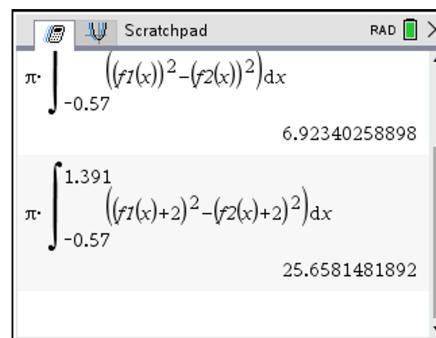 Scratchpad RAD
π· ∫ ((f1(x))²-(f2(x))²)dx
-0.57
6.92340258898
1.391
π· ∫ ((f1(x)+2)²-(f2(x)+2)²)dx
-0.57
25.6581481892